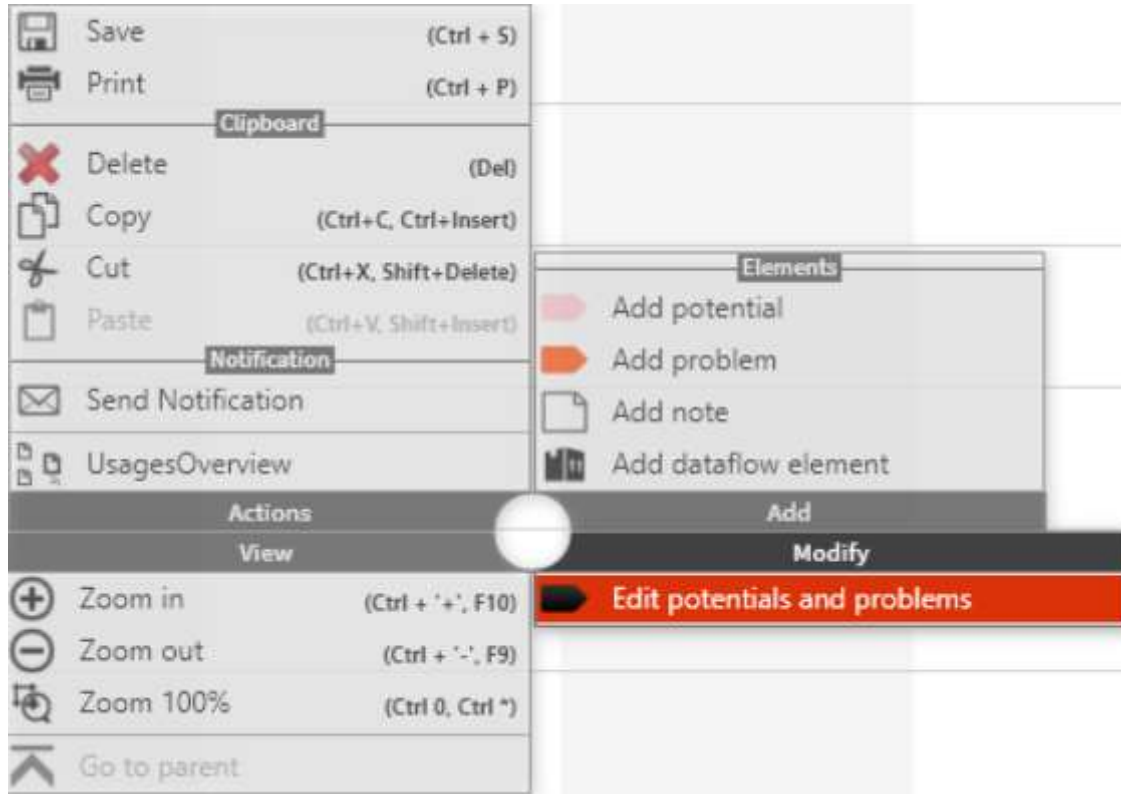 Save (Ctrl + S)
Print (Ctrl + P)
Clipboard
Delete (Del)
Copy (Ctrl+C, Ctrl+Insert)
Cut (Ctrl+X, Shift+Delete)
Paste (Ctrl+V, Shift+Insert)
Notification
Send Notification
UsagesOverview
Actions
Elements
Add potential
Add problem
Add note
Add dataflow element
Add
View
Zoom in (Ctrl + '+', F10)
Zoom out (Ctrl + '-', F9)
Zoom 100% (Ctrl 0, Ctrl *)
Go to parent
Modify
Edit potentials and problems